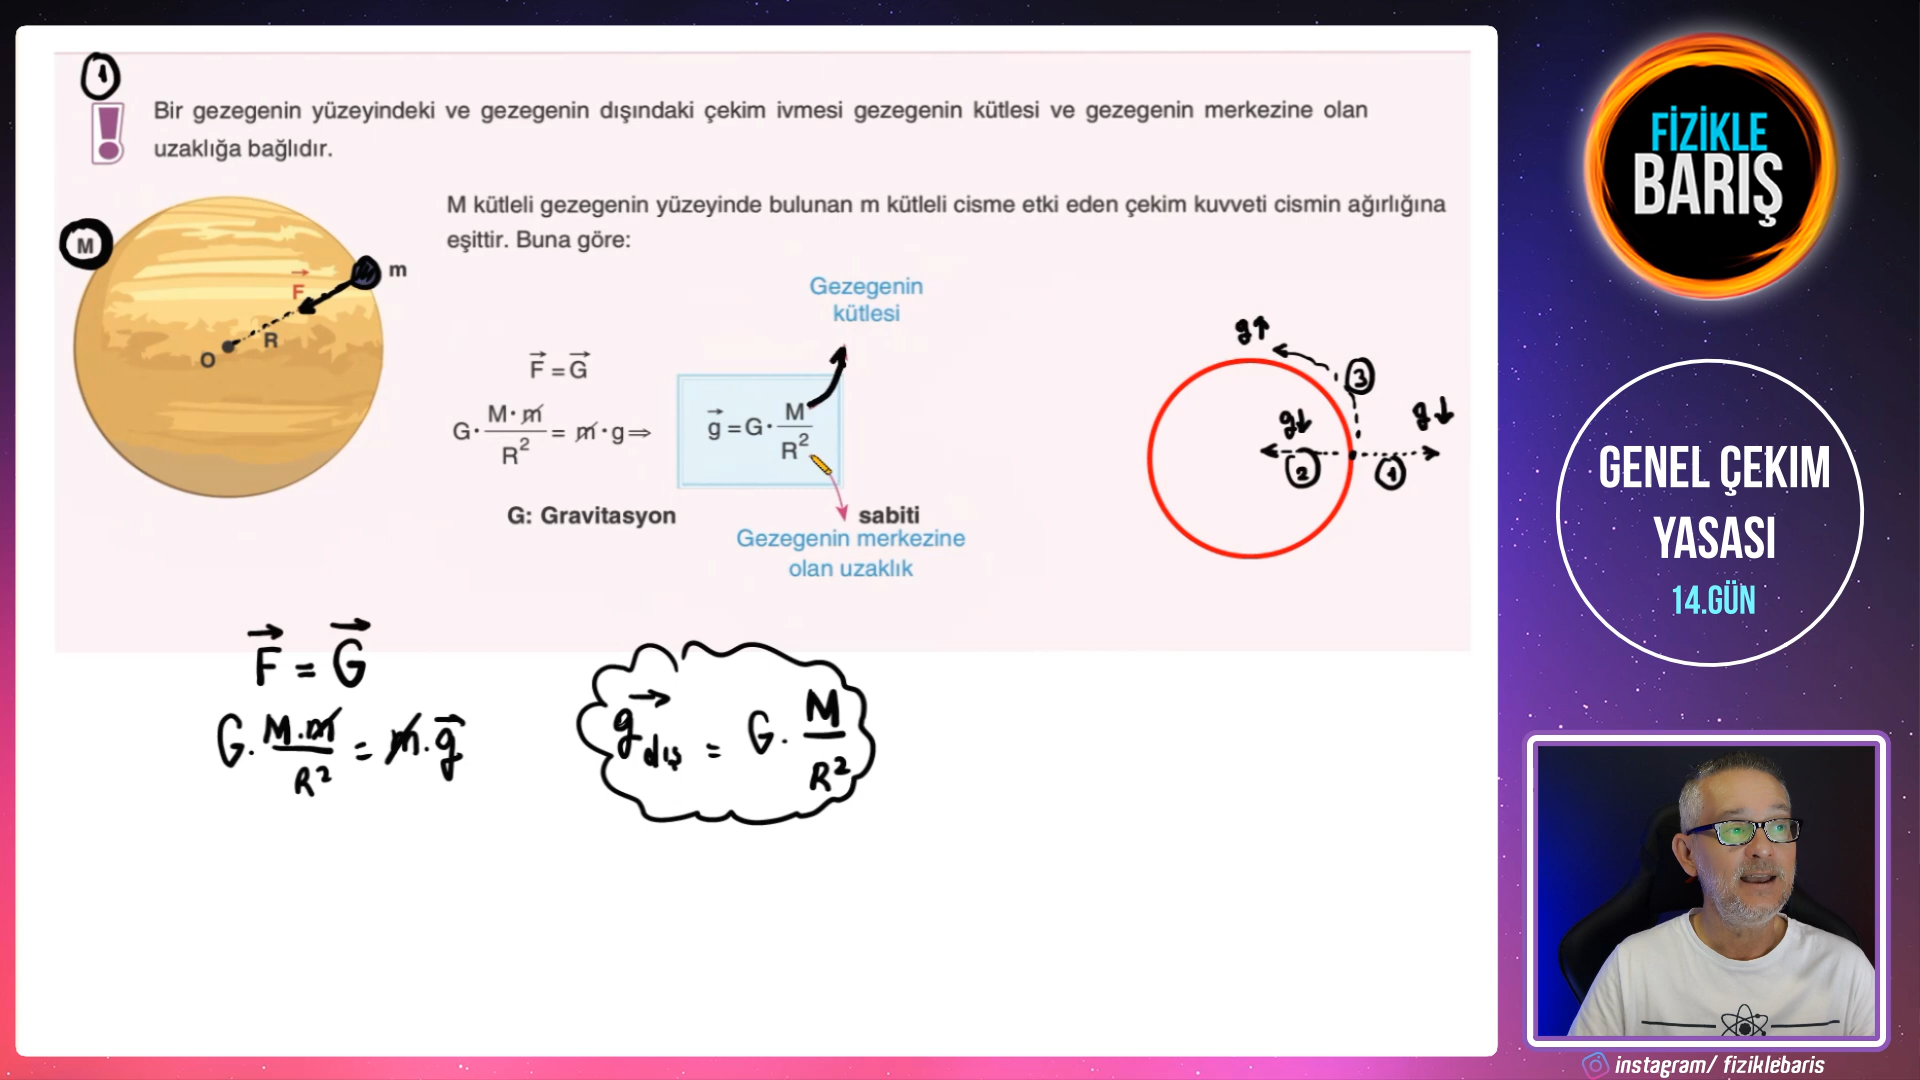 1
Bir gezegenin yüzeyindeki ve gezegenin dışındaki çekim ivmesi gezegenin kütlesi ve gezegenin merkezine olan
uzaklığa bağlıdır.
M kütleli gezegenin yüzeyinde bulunan m kütleli cisme etki eden çekim kuvveti cismin ağırlığına
eşittir. Buna göre:
M
m
F
R
O
Gezegenin
kütlesi
F = G
G · M · m / R² = m · g ⇒
g = G · M / R²
G: Gravitasyon sabiti
Gezegenin merkezine
olan uzaklık
g↑
3
g↓
g↓
2
1
F = G
G. M.m / R² = m.g
g dış = G. M / R²
FİZİKLE
BARIŞ
GENEL ÇEKIM
YASASI
14.GÜN
instagram/ fiziklebaris